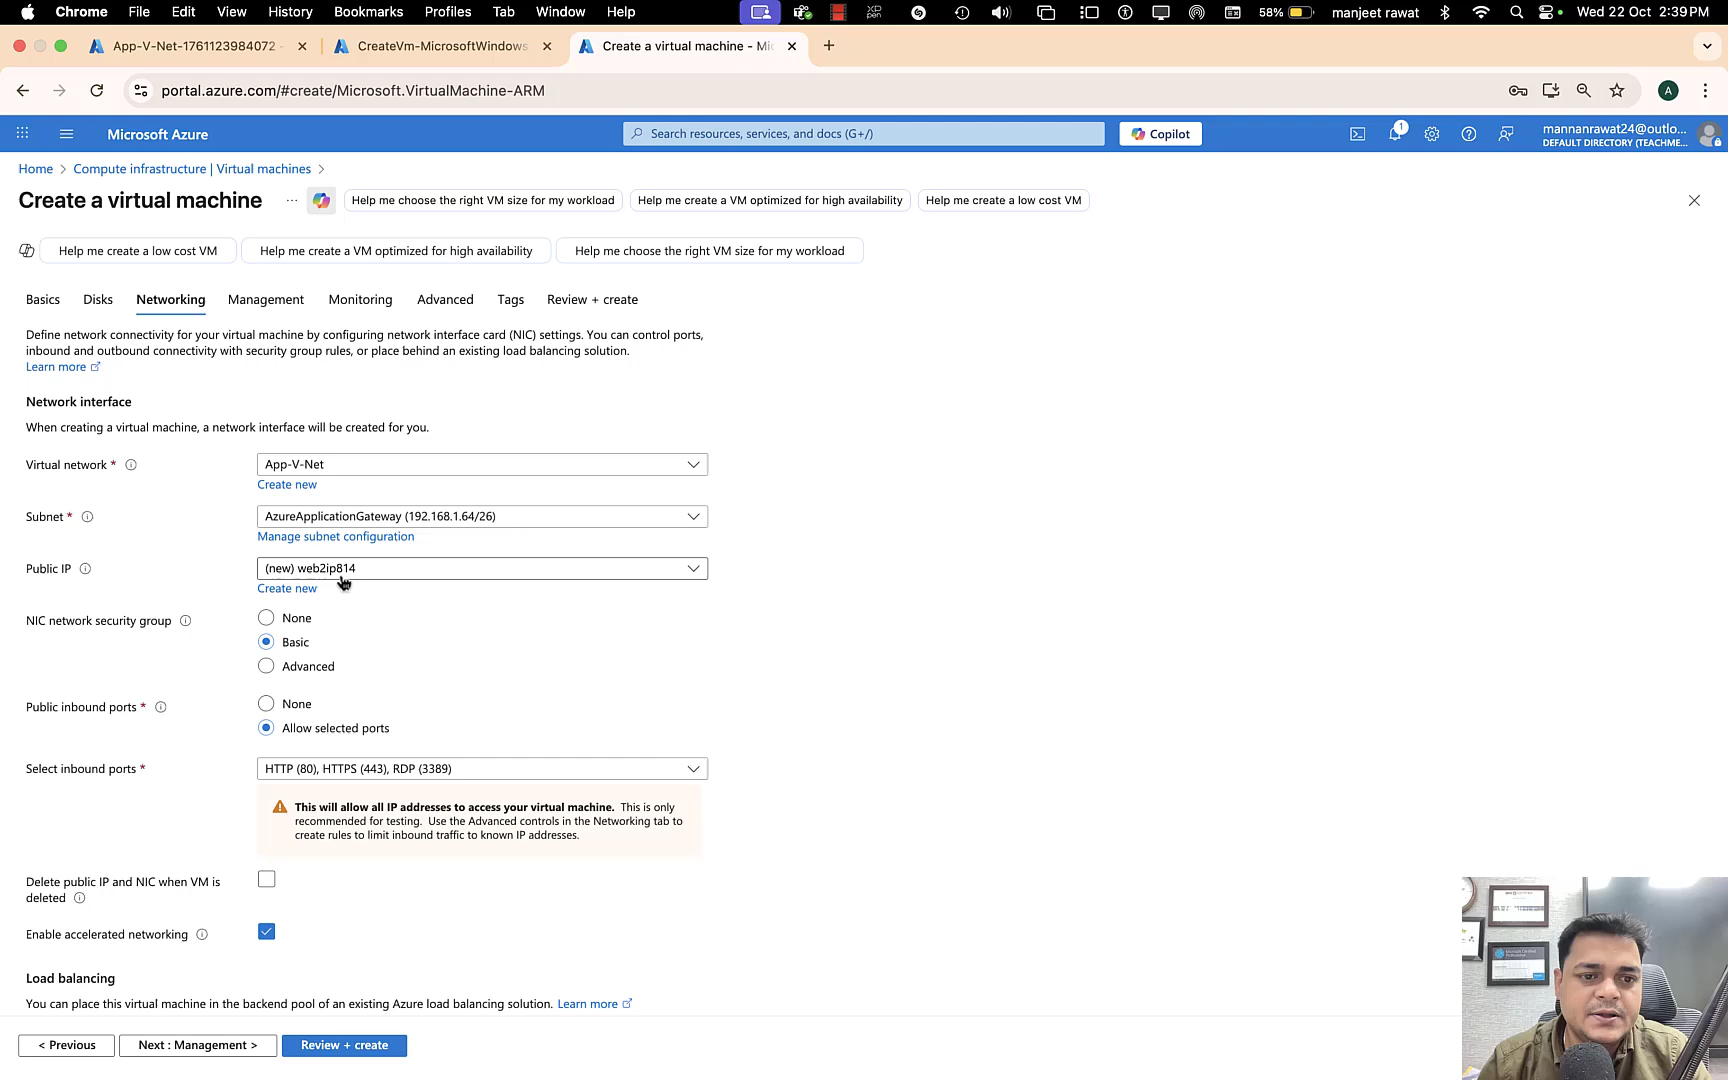 Chrome File Edit View History Bookmarks Profiles Tab Window Help 58% manjeet rawat Wed 22 Oct 2:39 PM
App-V-Net-1761123984072 - CreateVm-MicrosoftWindows Create a virtual machine - Mi
portal.azure.com/#create/Microsoft.VirtualMachine-ARM A
Microsoft Azure Search resources, services, and docs (G+/) Copilot 1 mannanrawat24@outlo...
DEFAULT DIRECTORY (TEACHME...
Home > Compute infrastructure | Virtual machines >
Create a virtual machine ... Help me choose the right VM size for my workload Help me create a VM optimized for high availability Help me create a low cost VM
Help me create a low cost VM Help me create a VM optimized for high availability Help me choose the right VM size for my workload
Basics Disks Networking Management Monitoring Advanced Tags Review + create
Define network connectivity for your virtual machine by configuring network interface card (NIC) settings. You can control ports,
inbound and outbound connectivity with security group rules, or place behind an existing load balancing solution.
Learn more
Network interface
When creating a virtual machine, a network interface will be created for you.
Virtual network * App-V-Net
Create new
Subnet * AzureApplicationGateway (192.168.1.64/26)
Manage subnet configuration
Public IP (new) web2ip814
Create new
NIC network security group None
Basic
Advanced
Public inbound ports * None
Allow selected ports
Select inbound ports * HTTP (80), HTTPS (443), RDP (3389)
This will allow all IP addresses to access your virtual machine. This is only
recommended for testing. Use the Advanced controls in the Networking tab to
create rules to limit inbound traffic to known IP addresses.
Delete public IP and NIC when VM is
deleted
Enable accelerated networking
Load balancing
You can place this virtual machine in the backend pool of an existing Azure load balancing solution. Learn more
< Previous Next : Management > Review + create